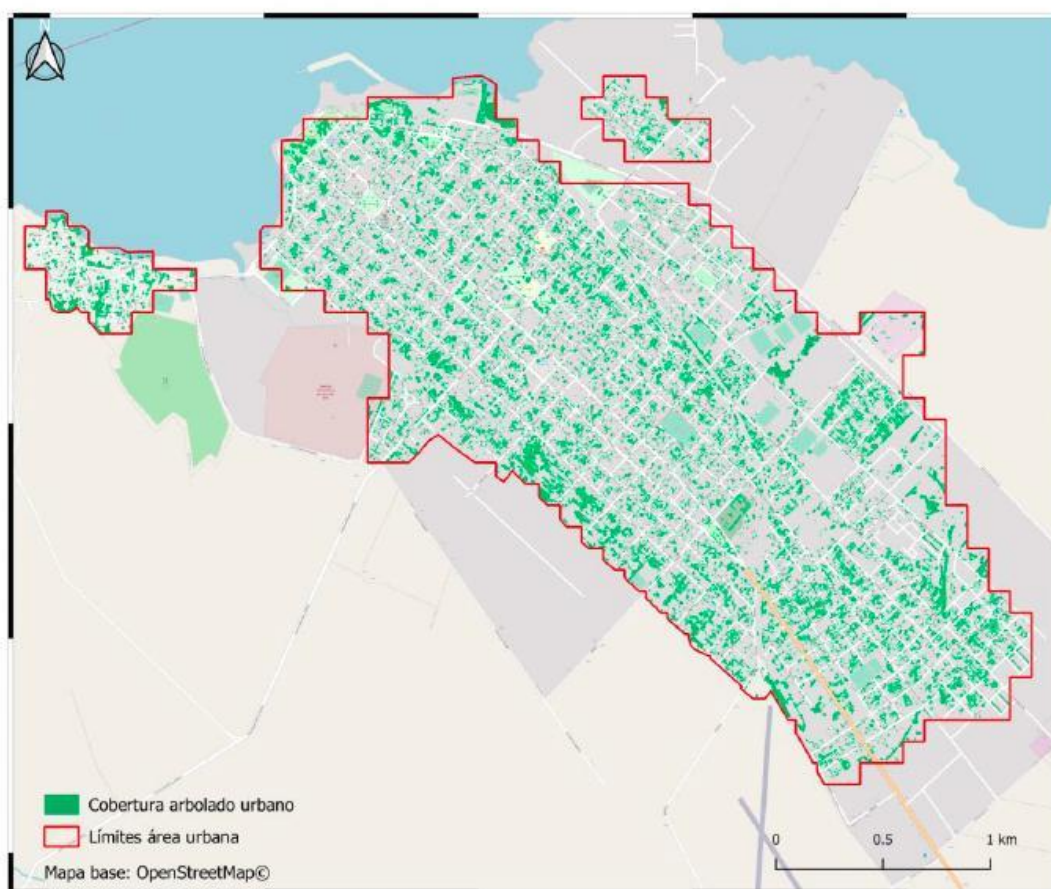 N
Cobertura arbolado urbano
Límites área urbana
Mapa base: OpenStreetMap©
0 0.5 1 km